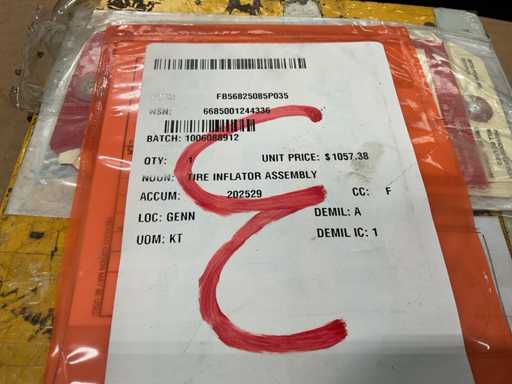 FB56825085P035
NSN: 6685001244336
BATCH: 1006088912
QTY: 1 UNIT PRICE: $1057.38
NOUN: TIRE INFLATOR ASSEMBLY
ACCUM: 202529 CC: F
LOC: GENN DEMIL: A
UOM: KT DEMIL IC: 1